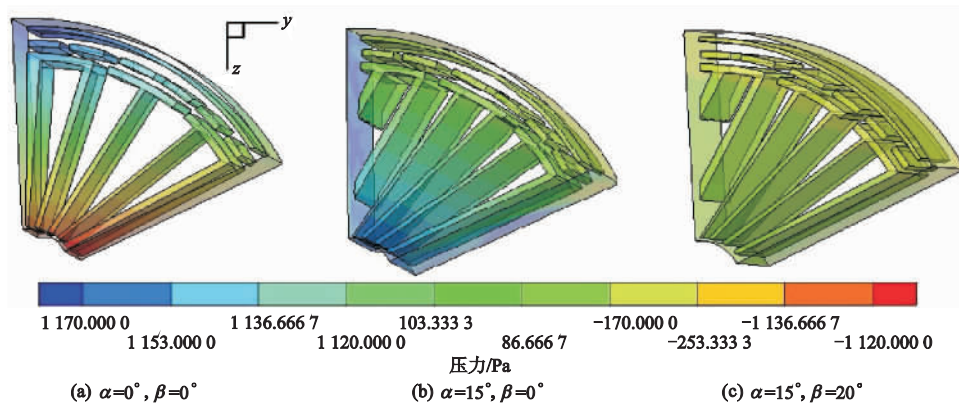 y
z
1 170.000 0
1 136.666 7
103.333 3
−170.000 0
−1 136.666 7
1 153.000 0
1 120.000 0
86.666 7
−253.333 3
−1 120.000 0
压力/Pa
(a) α=0°, β=0°
(b) α=15°, β=0°
(c) α=15°, β=20°